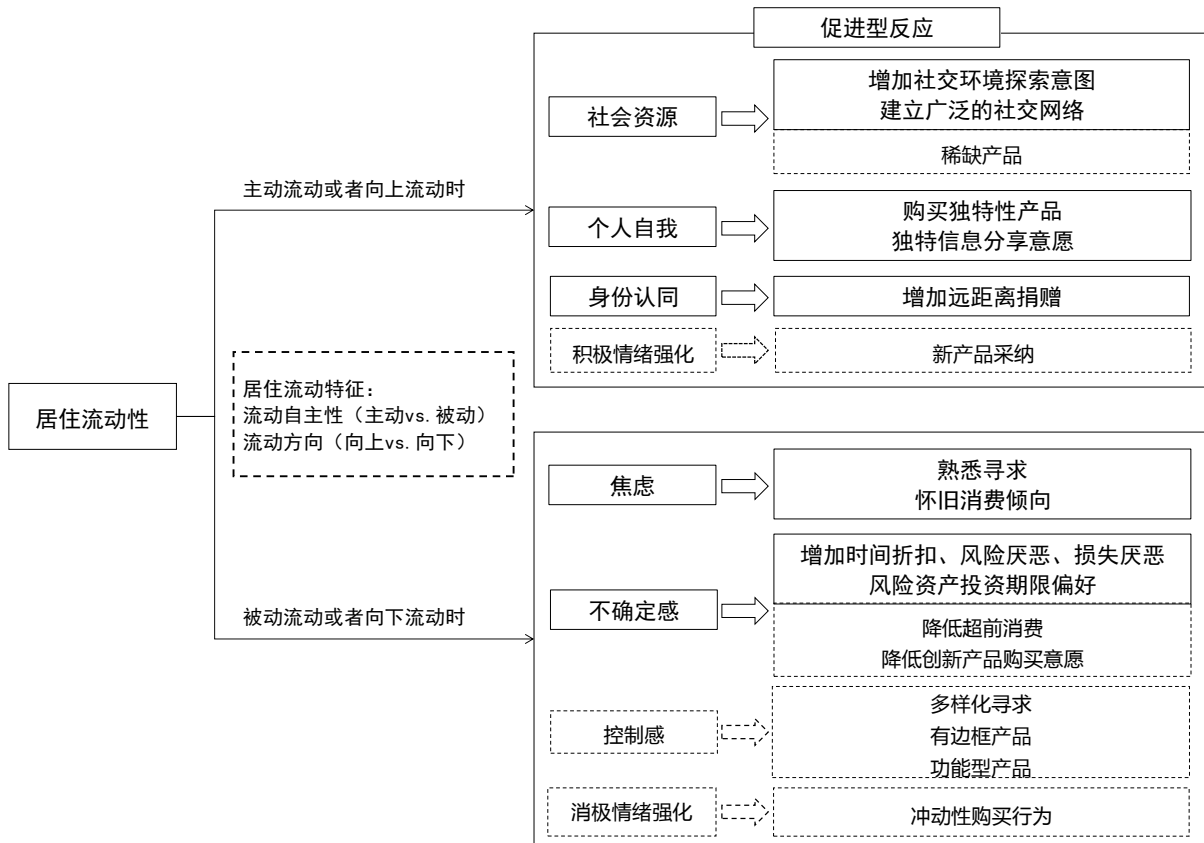 促进型反应
社会资源
增加社交环境探索意图
建立广泛的社交网络
稀缺产品
主动流动或者向上流动时
个人自我
购买独特性产品
独特信息分享意愿
身份认同
增加远距离捐赠
积极情绪强化
新产品采纳
居住流动性
居住流动特征：
流动自主性（主动vs. 被动）
流动方向（向上vs. 向下）
焦虑
熟悉寻求
怀旧消费倾向
被动流动或者向下流动时
不确定感
增加时间折扣、风险厌恶、损失厌恶
风险资产投资期限偏好
降低超前消费
降低创新产品购买意愿
控制感
多样化寻求
有边框产品
功能型产品
消极情绪强化
冲动性购买行为